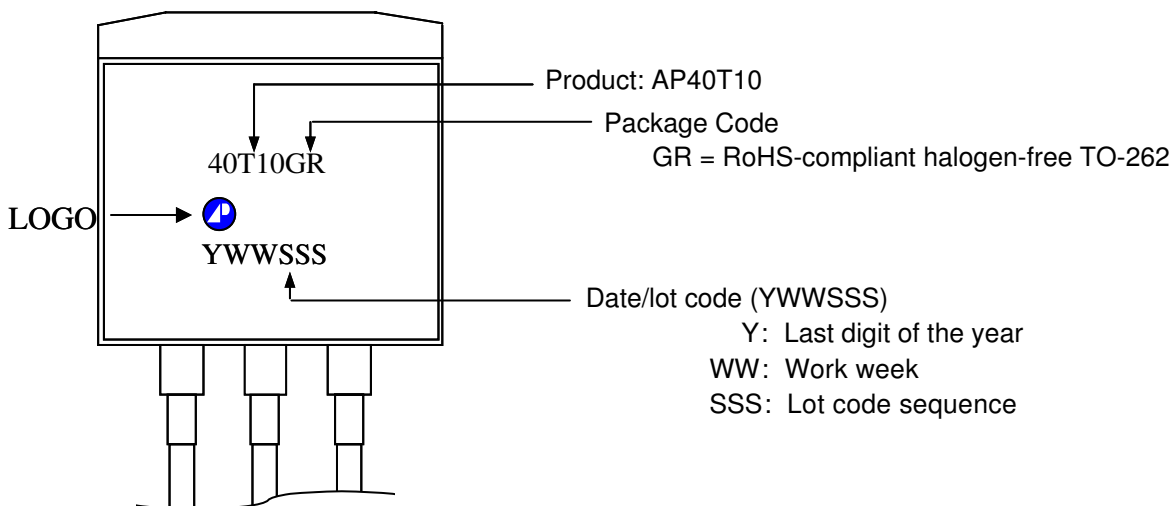 Product: AP40T10
Package Code
GR = RoHS-compliant halogen-free TO-262
40T10GR
LOGO
YWWSSS
Date/lot code (YWWSSS)
Y: Last digit of the year
WW: Work week
SSS: Lot code sequence